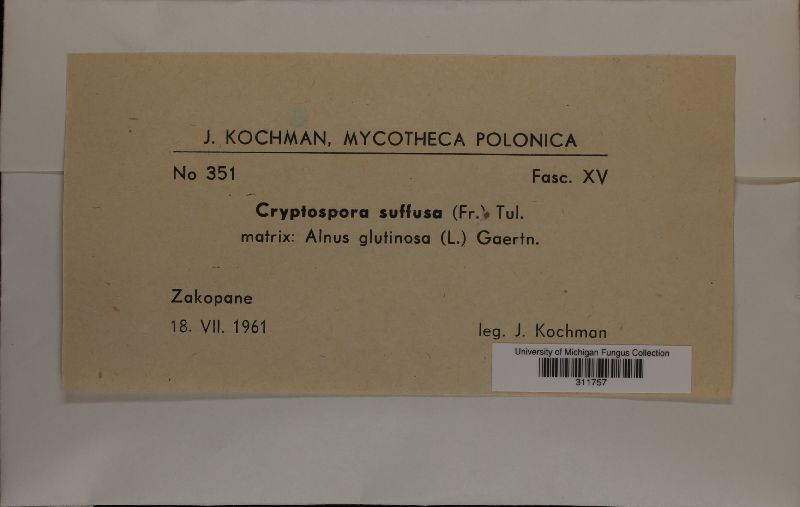 J. KOCHMAN, MYCOTHECA POLONICA
No 351 Fasc. XV
Cryptospora suffusa (Fr.) Tul.
matrix: Alnus glutinosa (L.) Gaertn.
Zakopane
18. VII. 1961 leg. J. Kochman
University of Michigan Fungus Collection
311757